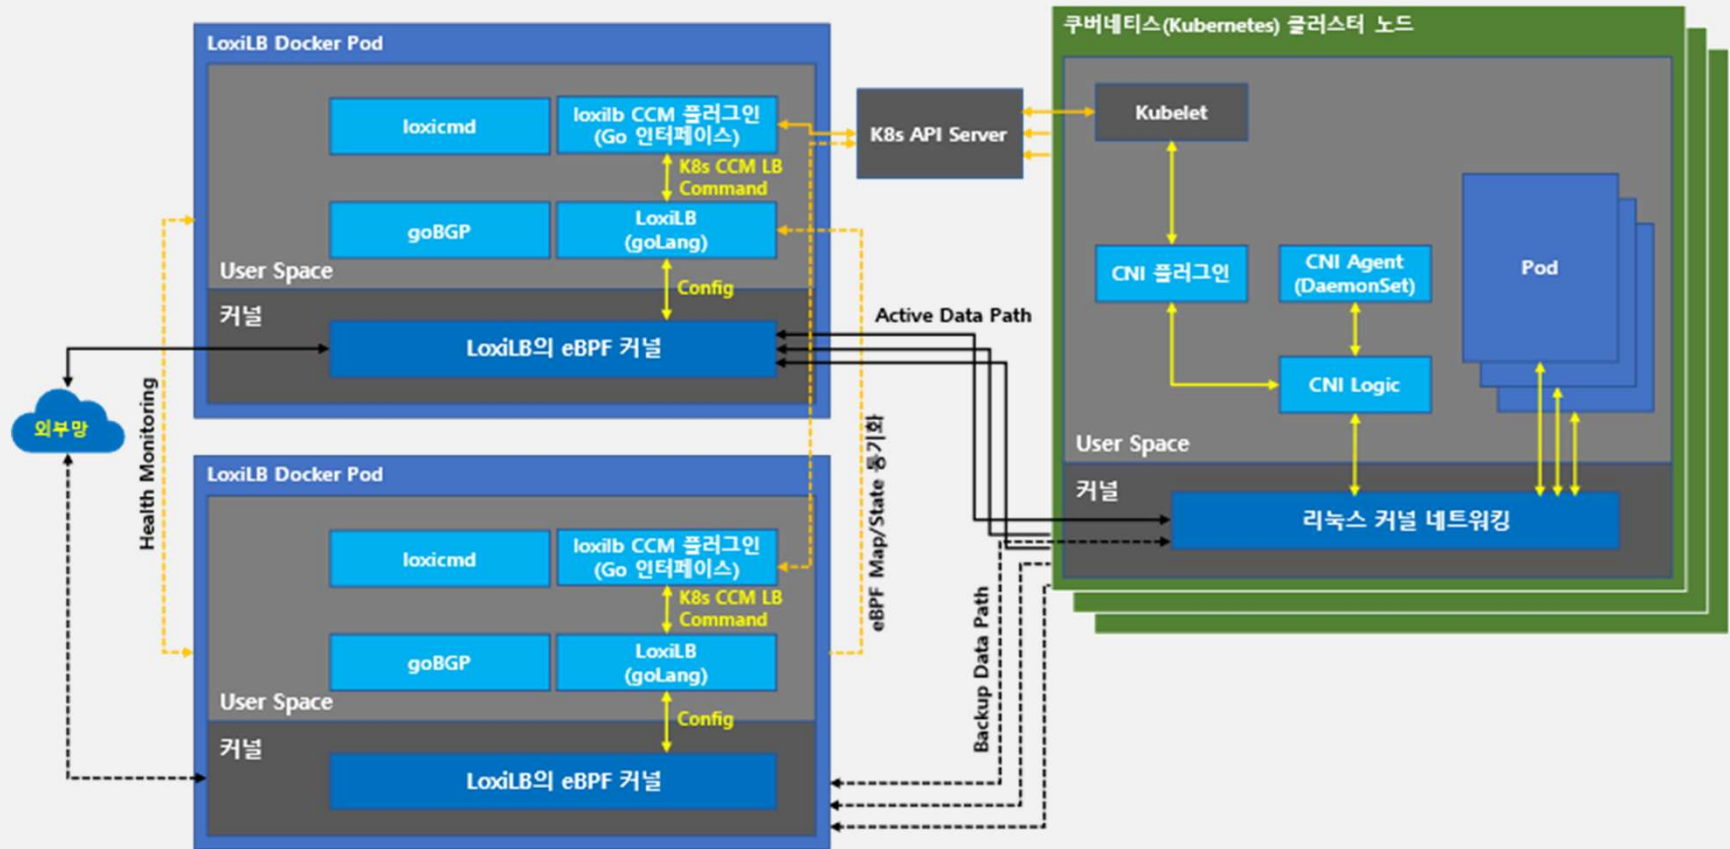 LoxiLB Docker Pod
loxicmd
loxilb CCM 플러그인
(Go 인터페이스)
K8s CCM LB
Command
goBGP
LoxiLB
(goLang)
User Space
Config
커널
LoxiLB의 eBPF 커널
외부망
Health Monitoring
LoxiLB Docker Pod
loxicmd
loxilb CCM 플러그인
(Go 인터페이스)
K8s CCM LB
Command
goBGP
LoxiLB
(goLang)
User Space
Config
커널
LoxiLB의 eBPF 커널
eBPF Map/State 동기화
K8s API Server
Active Data Path
Backup Data Path
쿠버네티스(Kubernetes) 클러스터 노드
Kubelet
CNI 플러그인
CNI Agent
(DaemonSet)
Pod
CNI Logic
User Space
커널
리눅스 커널 네트워킹